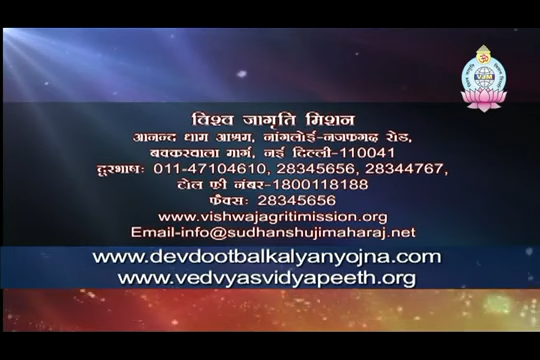 VJM
विश्व जागृति मिशन
आनन्द धाम आश्रम, नांगलोई-नजफगढ रोड,
बक्करवाला मार्ग, नई दिल्ली-110041
दूरभाषः 011-47104610, 28345656, 28344767,
टोल फ्री नंबर-1800118188
फैक्सः 28345656
www.vishwajagritimission.org
Email-info@sudhanshujimaharaj.net
www.devdootbalkalyanyojna.com
www.vedvyasvidyapeeth.org